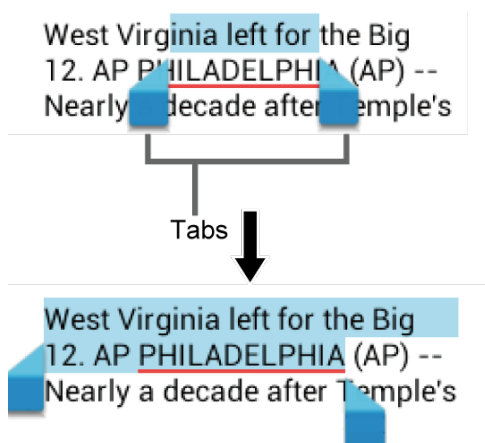 West Virginia left for the Big
12. AP PHILADELPHIA (AP) --
Nearly a decade after Temple's
Tabs
West Virginia left for the Big
12. AP PHILADELPHIA (AP) --
Nearly a decade after Temple's